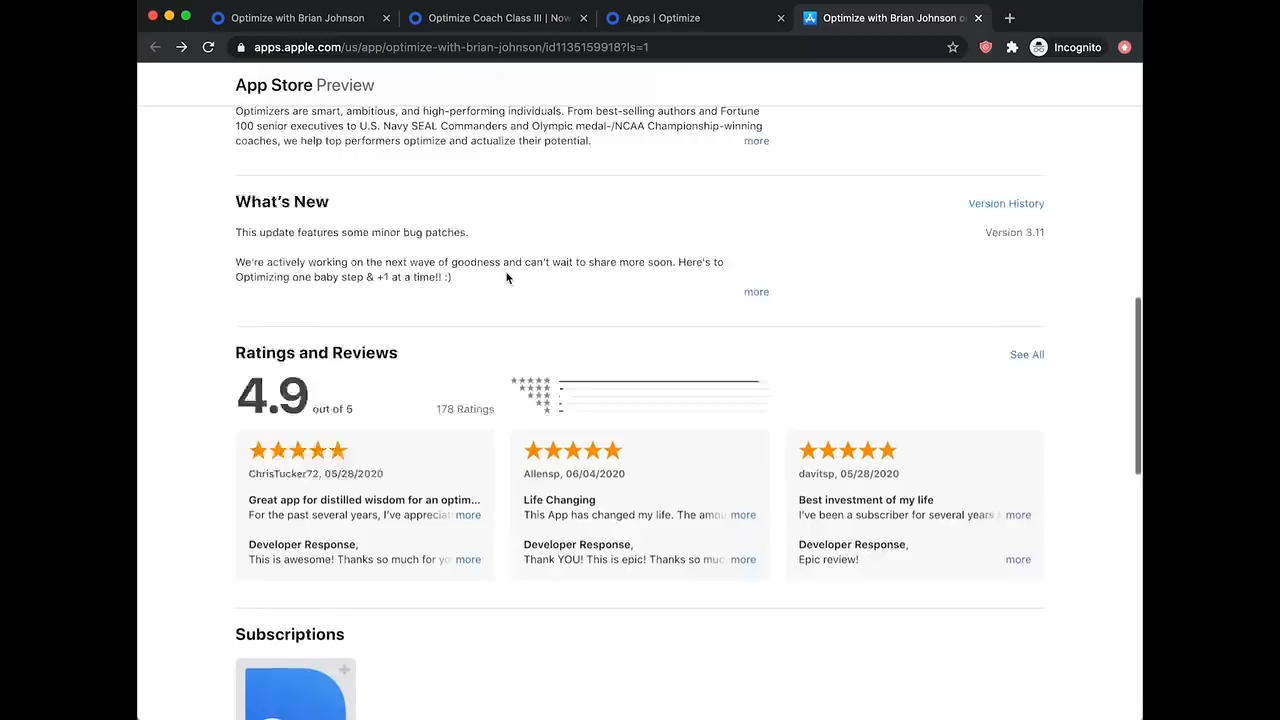 Optimize with Brian Johnson
Optimize Coach Class III | Now
Apps | Optimize
Optimize with Brian Johnson o
apps.apple.com/us/app/optimize-with-brian-johnson/id1135159918?ls=1
Incognito
App Store Preview
Optimizers are smart, ambitious, and high-performing individuals. From best-selling authors and Fortune
100 senior executives to U.S. Navy SEAL Commanders and Olympic medal-/NCAA Championship-winning
coaches, we help top performers optimize and actualize their potential.
more
What's New
Version History
This update features some minor bug patches.
Version 3.11
We're actively working on the next wave of goodness and can't wait to share more soon. Here's to
Optimizing one baby step & +1 at a time!! :)
more
Ratings and Reviews
See All
4.9 out of 5
178 Ratings
ChrisTucker72, 05/28/2020
Great app for distilled wisdom for an optim...
For the past several years, I've appreciat more
Developer Response,
This is awesome! Thanks so much for yo more
Allensp, 06/04/2020
Life Changing
This App has changed my life. The amou more
Developer Response,
Thank YOU! This is epic! Thanks so muc more
davitsp, 05/28/2020
Best investment of my life
I've been a subscriber for several years more
Developer Response,
Epic review! more
Subscriptions